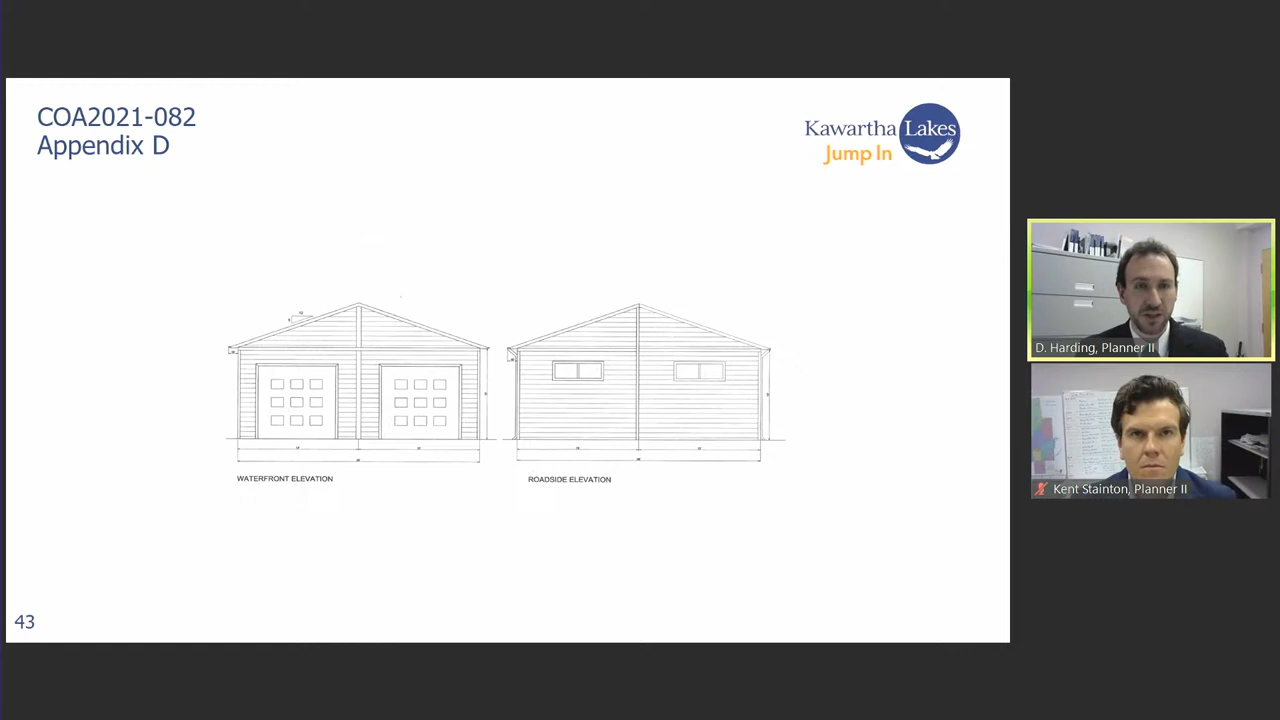 COA2021-082
Appendix D
Kawartha Lakes
Jump In
WATERFRONT ELEVATION
ROADSIDE ELEVATION
43
D. Harding, Planner II
Kent Stainton, Planner II